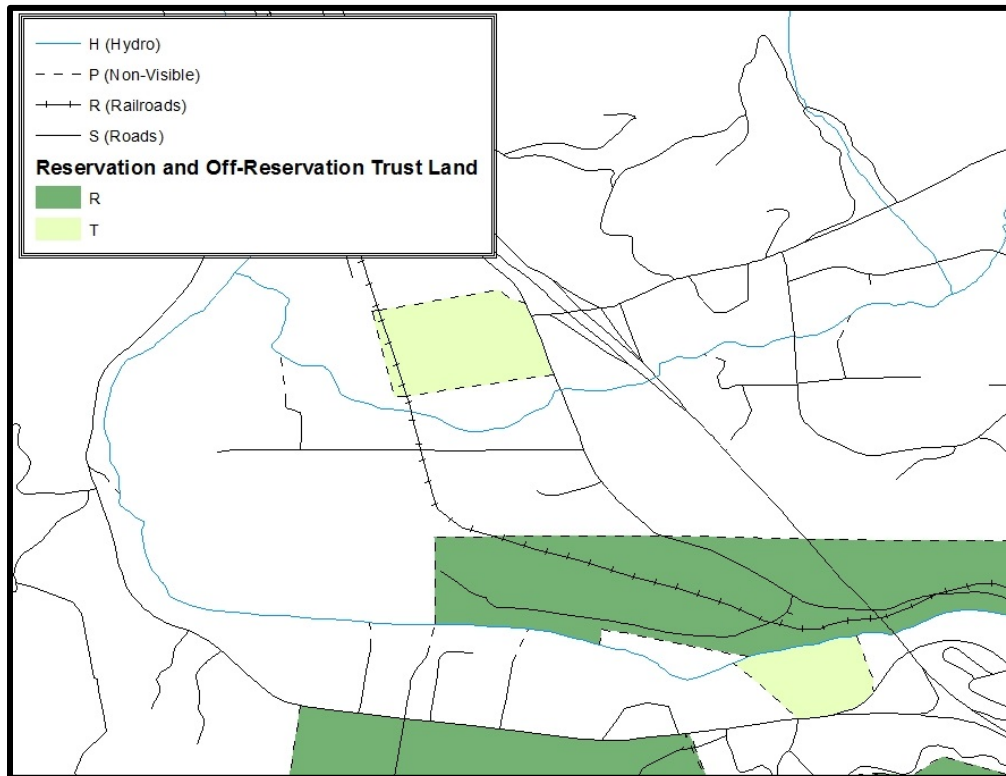 H (Hydro)
P (Non-Visible)
R (Railroads)
S (Roads)
Reservation and Off-Reservation Trust Land
R
T